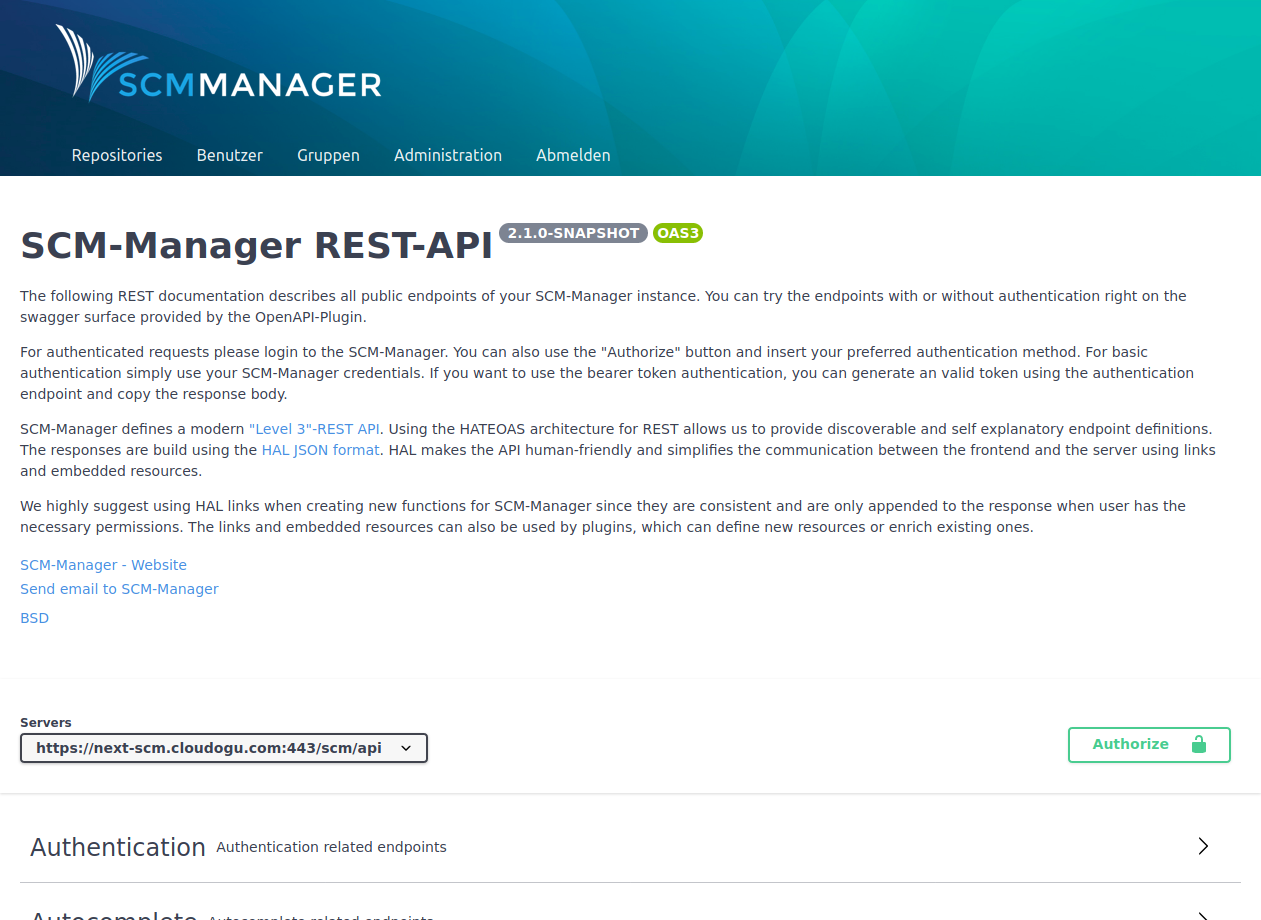 SCMMANAGER
Repositories Benutzer Gruppen Administration Abmelden
SCM-Manager REST-API 2.1.0-SNAPSHOT OAS3
The following REST documentation describes all public endpoints of your SCM-Manager instance. You can try the endpoints with or without authentication right on the
swagger surface provided by the OpenAPI-Plugin.
For authenticated requests please login to the SCM-Manager. You can also use the "Authorize" button and insert your preferred authentication method. For basic
authentication simply use your SCM-Manager credentials. If you want to use the bearer token authentication, you can generate an valid token using the authentication
endpoint and copy the response body.
SCM-Manager defines a modern "Level 3"-REST API. Using the HATEOAS architecture for REST allows us to provide discoverable and self explanatory endpoint definitions.
The responses are build using the HAL JSON format. HAL makes the API human-friendly and simplifies the communication between the frontend and the server using links
and embedded resources.
We highly suggest using HAL links when creating new functions for SCM-Manager since they are consistent and are only appended to the response when user has the
necessary permissions. The links and embedded resources can also be used by plugins, which can define new resources or enrich existing ones.
SCM-Manager - Website
Send email to SCM-Manager
BSD
Servers
https://next-scm.cloudogu.com:443/scm/api
Authorize
Authentication Authentication related endpoints
Autocomplete Autocomplete related endpoints